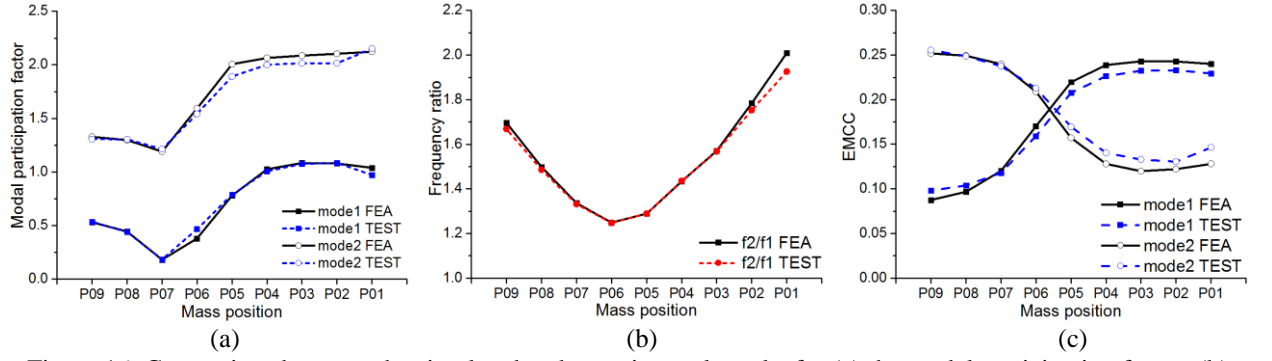 2.5
2.0
1.5
1.0
0.5
0.0
Modal participation factor
mode1 FEA
mode1 TEST
mode2 FEA
mode2 TEST
P09 P08 P07 P06 P05 P04 P03 P02 P01
Mass position
(a)
2.2
2.0
1.8
1.6
1.4
1.2
1.0
Frequency ratio
f2/f1 FEA
f2/f1 TEST
P09 P08 P07 P06 P05 P04 P03 P02 P01
Mass position
(b)
0.30
0.25
0.20
0.15
0.10
0.05
0.00
EMCC
mode1 FEA
mode1 TEST
mode2 FEA
mode2 TEST
P09 P08 P07 P06 P05 P04 P03 P02 P01
Mass position
(c)